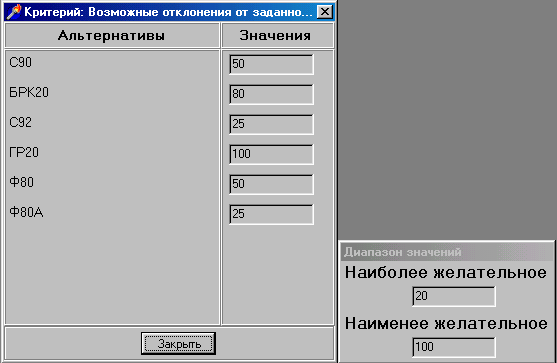 Критерий: Возможные отклонения от заданно...
Альтернативы Значения
С90 50
БРК20 80
С92 25
ГР20 100
Ф80 50
Ф80А 25
Закрыть
Диапазон значений
Наиболее желательное
20
Наименее желательное
100